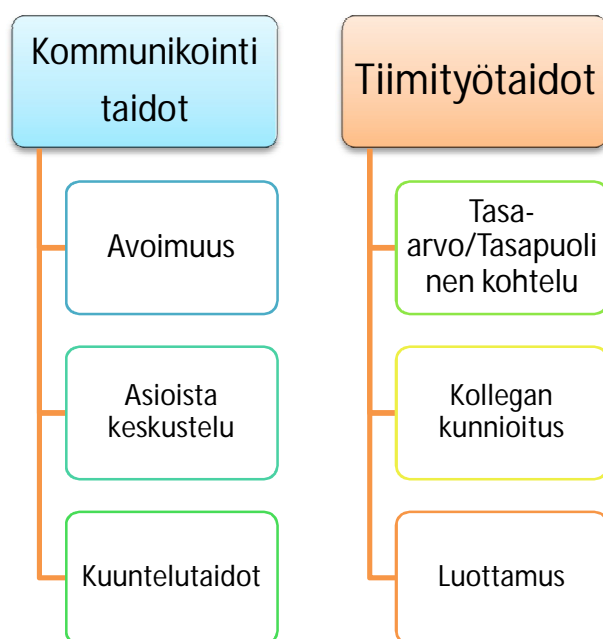 Kommunikointi
taidot
Avoimuus
Asioista
keskustelu
Kuuntelutaidot
Tiimityötaidot
Tasa-
arvo/Tasapuoli
nen kohtelu
Kollegan
kunnioitus
Luottamus